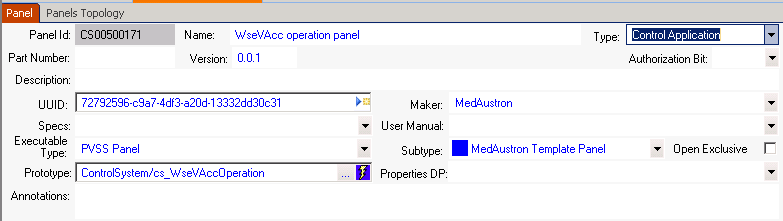 Panel Panels Topology
Panel Id: CS00500171 Name: WseVAcc operation panel Type: Control Application
Part Number: Version: 0.0.1 Authorization Bit:
Description:
UUID: 72792596-c9a7-4df3-a20d-13332dd30c31 Maker: MedAustron
Specs: User Manual:
Executable Type: PVSS Panel Subtype: MedAustron Template Panel Open Exclusive
Prototype: ControlSystem/cs_WseVAccOperation ... Properties DP:
Annotations: